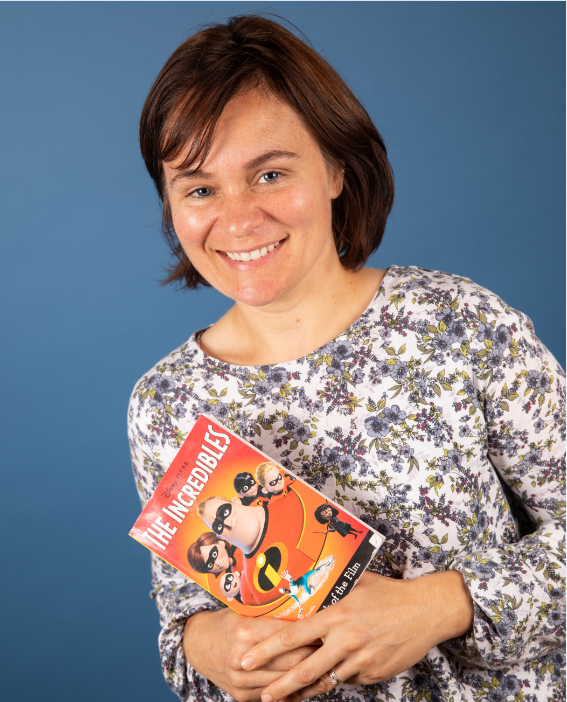 DISNEY·PIXAR
THE INCREDIBLES
of the Film